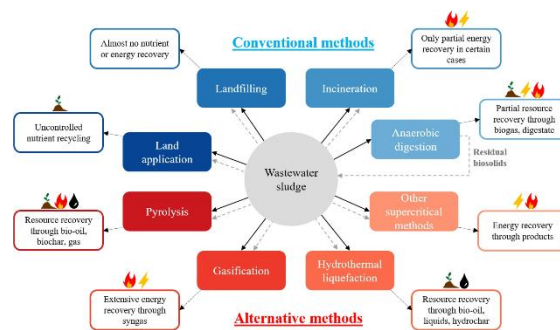 Conventional methods
Almost no nutrient
or energy recovery
Landfilling
Incineration
Only partial energy
recovery in certain
cases
Uncontrolled
nutrient recycling
Land
application
Anaerobic
digestion
Partial resource
recovery through
biogas, digestate
Residual
biosolids
Wastewater
sludge
Resource recovery
through bio-oil,
biochar, gas
Pyrolysis
Other
supercritical
methods
Energy recovery
through products
Gasification
Hydrothermal
liquefaction
Extensive energy
recovery through
syngas
Resource recovery
through bio-oil,
liquids, hydrochar
Alternative methods